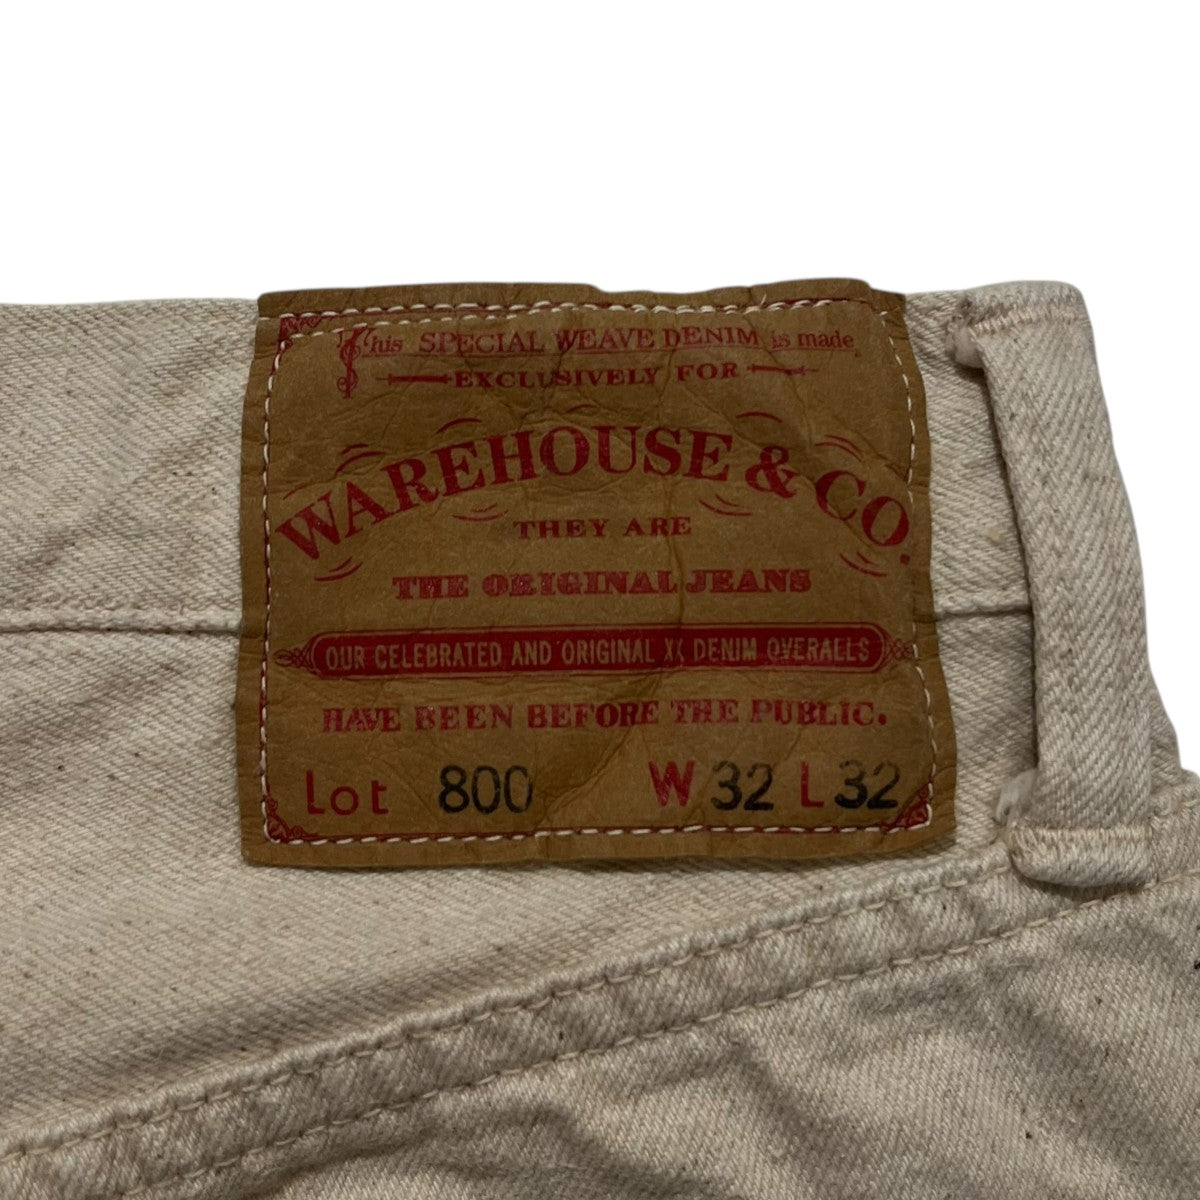 This SPECIAL WEAVE DENIM is made
EXCLUSIVELY FOR
WAREHOUSE & CO.
THEY ARE
THE ORIGINAL JEANS
OUR CELEBRATED AND ORIGINAL XX DENIM OVERALLS
HAVE BEEN BEFORE THE PUBLIC.
Lot 800 W 32 L 32